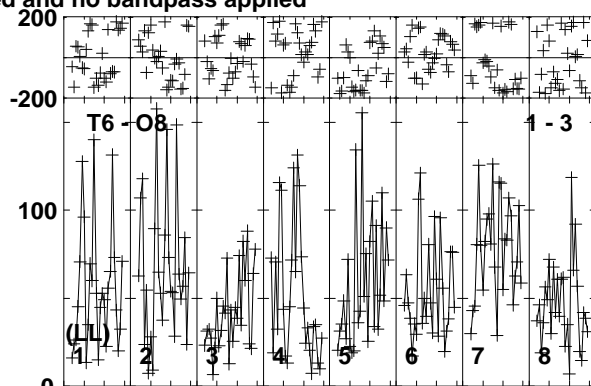 ed and no bandpass applied
200
-200
T6 - O8 1 - 3
100
(LL)
1 2 3 4 5 6 7 8
0